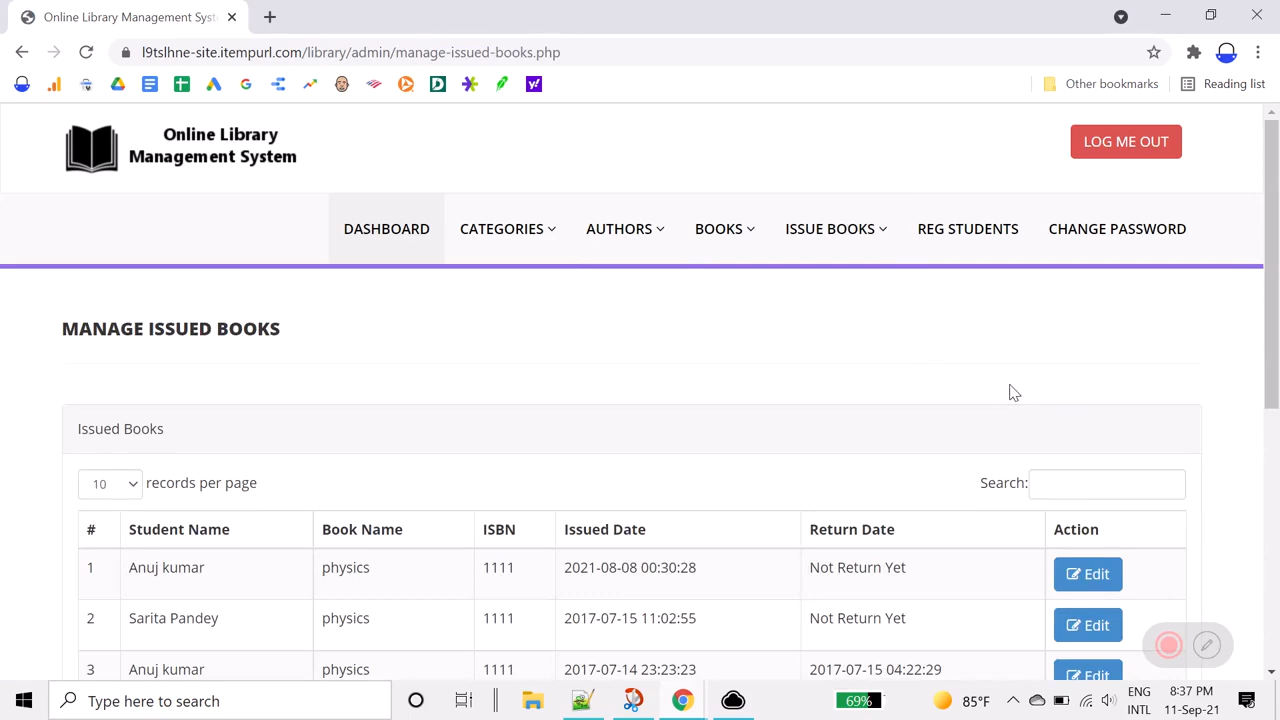 Online Library Management Syst
l9tslhne-site.itempurl.com/library/admin/manage-issued-books.php
Other bookmarks
Reading list
Online Library
Management System
LOG ME OUT
DASHBOARD
CATEGORIES
AUTHORS
BOOKS
ISSUE BOOKS
REG STUDENTS
CHANGE PASSWORD
MANAGE ISSUED BOOKS
Issued Books
10 records per page
Search:
# Student Name Book Name ISBN Issued Date Return Date Action
1 Anuj kumar physics 1111 2021-08-08 00:30:28 Not Return Yet Edit
2 Sarita Pandey physics 1111 2017-07-15 11:02:55 Not Return Yet Edit
3 Anuj kumar physics 1111 2017-07-14 23:23:23 2017-07-15 04:22:29 Edit
Type here to search
69%
85°F
ENG
INTL
8:37 PM
11-Sep-21